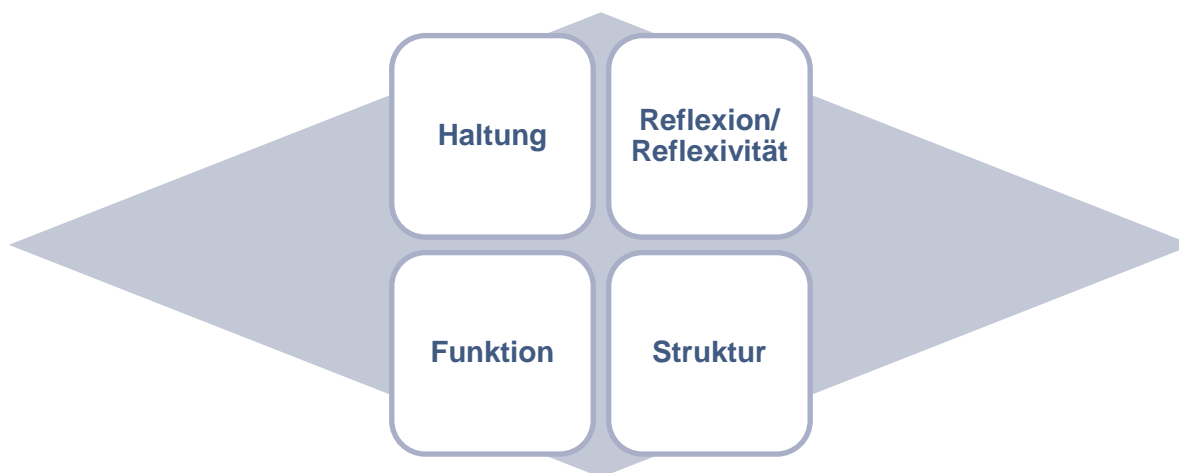 Haltung
Reflexion/
Reflexivität
Funktion
Struktur